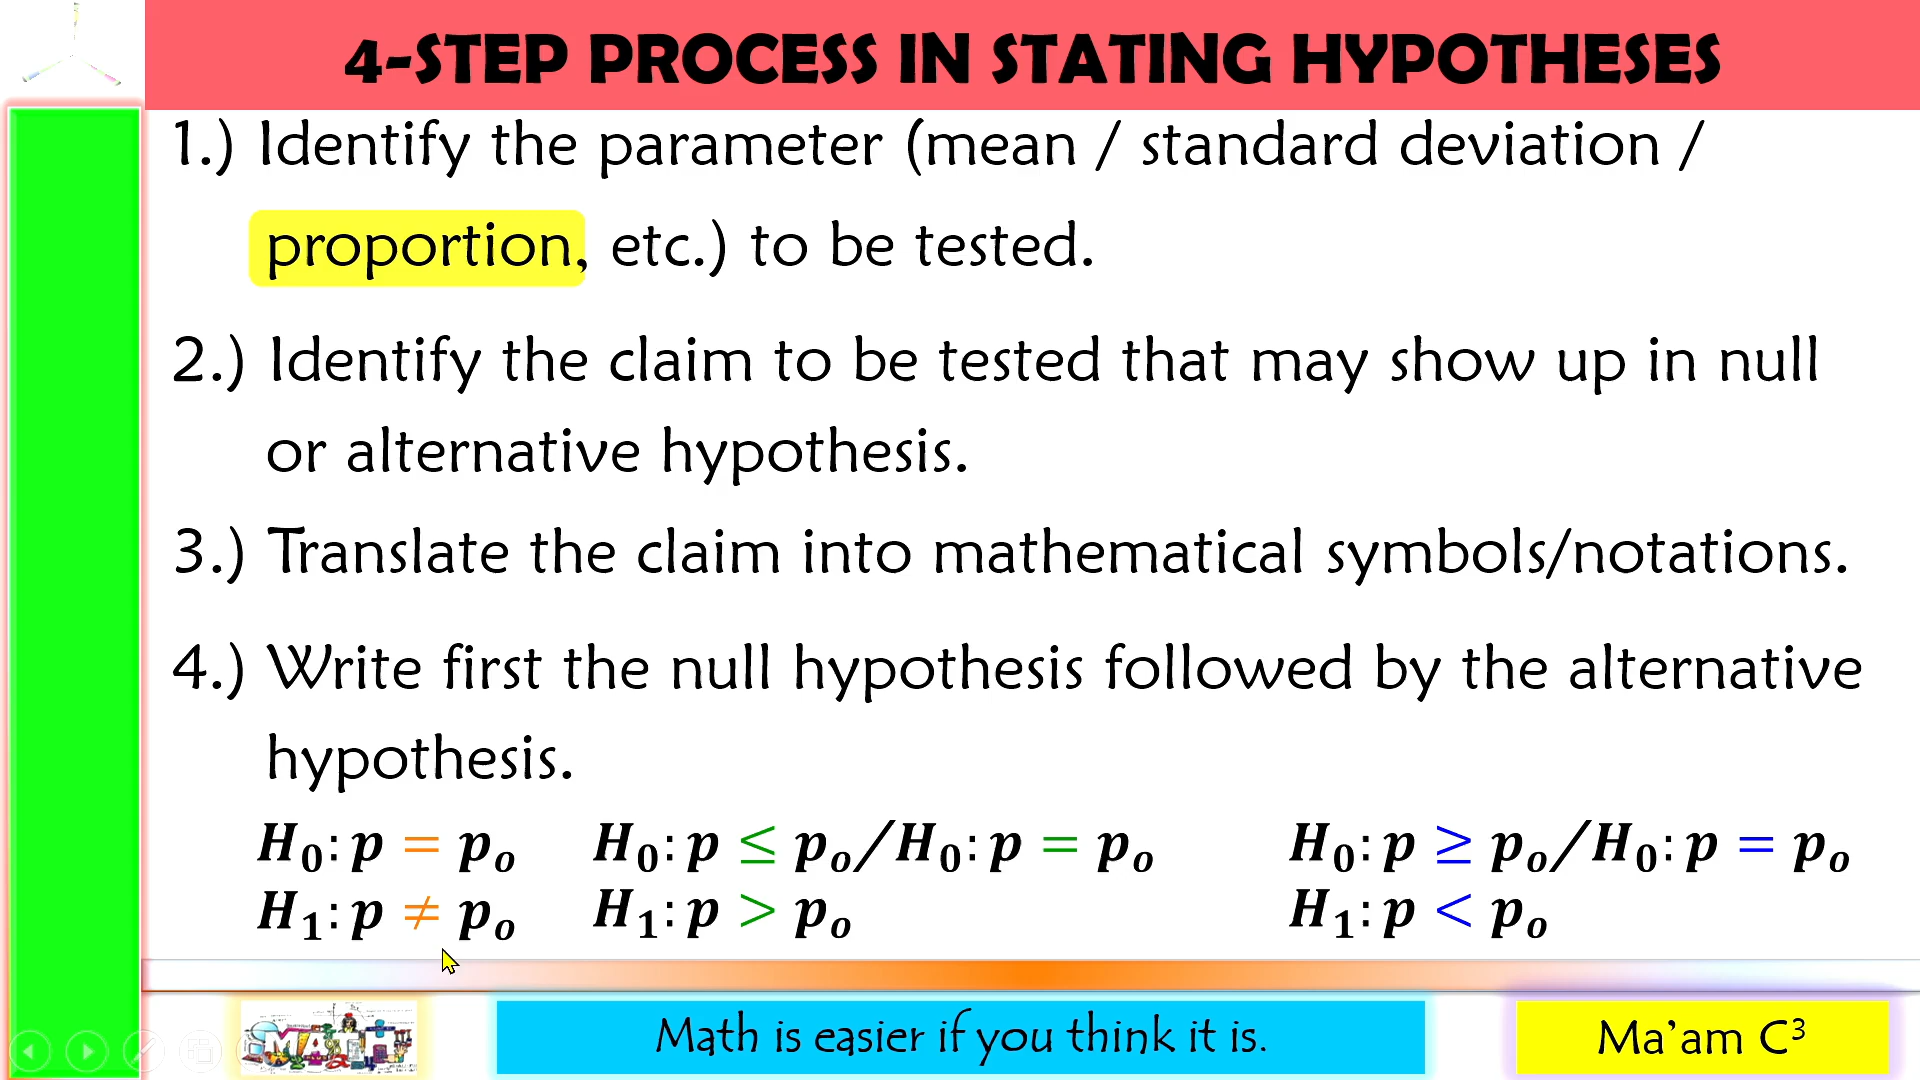 4-STEP PROCESS IN STATING HYPOTHESES
1.) Identify the parameter (mean / standard deviation /
proportion, etc.) to be tested.
2.) Identify the claim to be tested that may show up in null
or alternative hypothesis.
3.) Translate the claim into mathematical symbols/notations.
4.) Write first the null hypothesis followed by the alternative
hypothesis.
H₀: p = pₒ H₀: p ≤ pₒ/H₀: p = pₒ H₀: p ≥ pₒ/H₀: p = pₒ
H₁: p ≠ pₒ H₁: p > pₒ H₁: p < pₒ
MATH
Math is easier if you think it is.
Ma’am C³